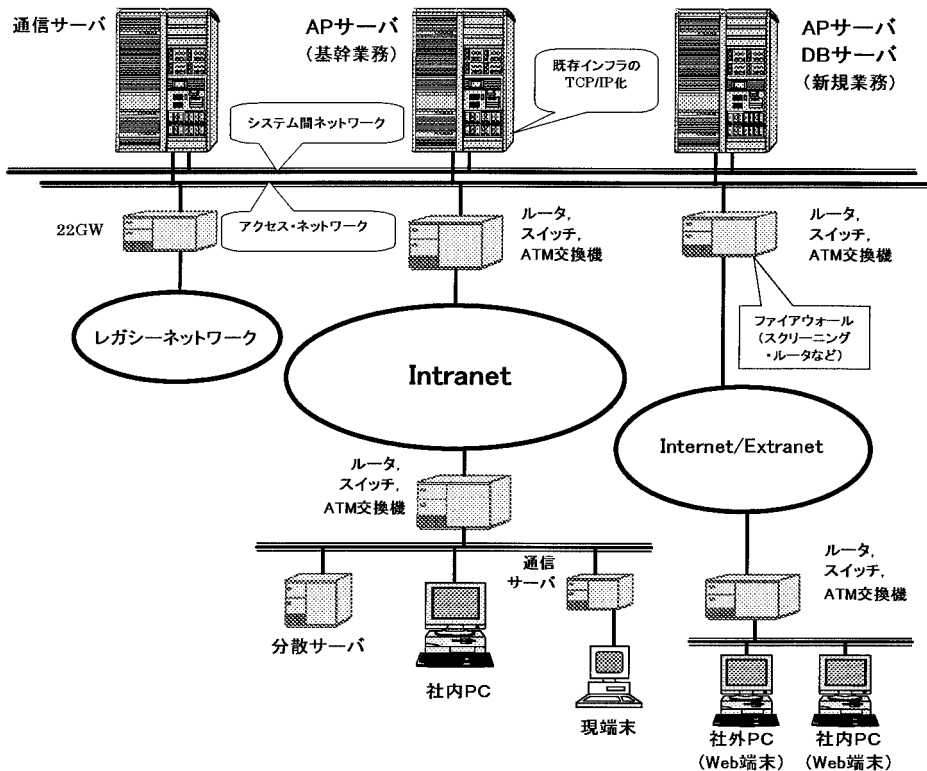 通信サーバ
APサーバ
(基幹業務)
既存インフラの
TCP/IP化
APサーバ
DBサーバ
(新規業務)
システム間ネットワーク
アクセス・ネットワーク
22GW
ルータ,
スイッチ,
ATM交換機
ルータ,
スイッチ,
ATM交換機
レガシーネットワーク
Intranet
ファイアウォール
(スクリーニング
・ルータなど)
Internet/Extranet
ルータ,
スイッチ,
ATM交換機
通信
サーバ
分散サーバ
社内PC
現端末
ルータ,
スイッチ,
ATM交換機
社外PC
(Web端末)
社内PC
(Web端末)